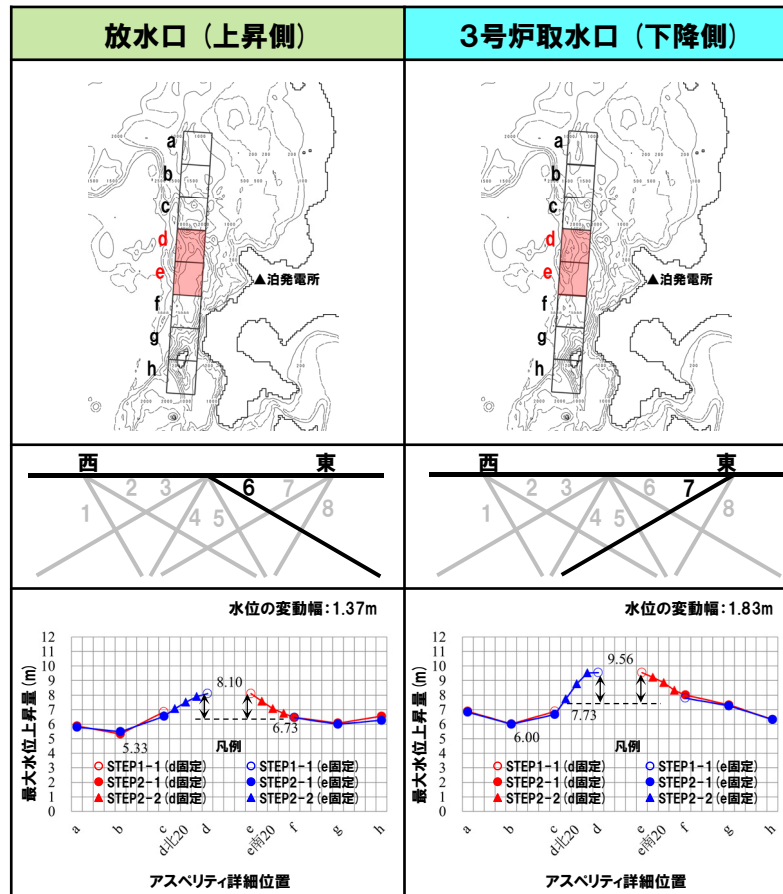 放水口（上昇側）
3号炉取水口（下降側）
a
b
c
d
e
f
g
h
▲泊発電所
a
b
c
d
e
f
g
h
▲泊発電所
西
東
1
2
3
4
5
6
7
8
西
東
1
2
3
4
5
6
7
8
水位の変動幅：1.37m
最大水位上昇量(m)
12
11
10
9
8
7
6
5
4
3
2
1
0
8.10
6.73
5.33
凡例
STEP1-1（d固定）
STEP2-1（d固定）
STEP2-2（d固定）
STEP1-1（e固定）
STEP2-1（e固定）
STEP2-2（e固定）
a
b
c
d北20
d
e
e南20
f
g
h
アスペリティ詳細位置
水位の変動幅：1.83m
最大水位上昇量(m)
12
11
10
9
8
7
6
5
4
3
2
1
0
9.56
7.73
6.00
凡例
STEP1-1（d固定）
STEP2-1（d固定）
STEP2-2（d固定）
STEP1-1（e固定）
STEP2-1（e固定）
STEP2-2（e固定）
a
b
c
d北20
d
e
e南20
f
g
h
アスペリティ詳細位置